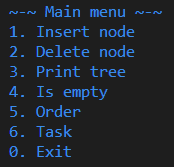 ~-~ Main menu ~-~
1. Insert node
2. Delete node
3. Print tree
4. Is empty
5. Order
6. Task
0. Exit